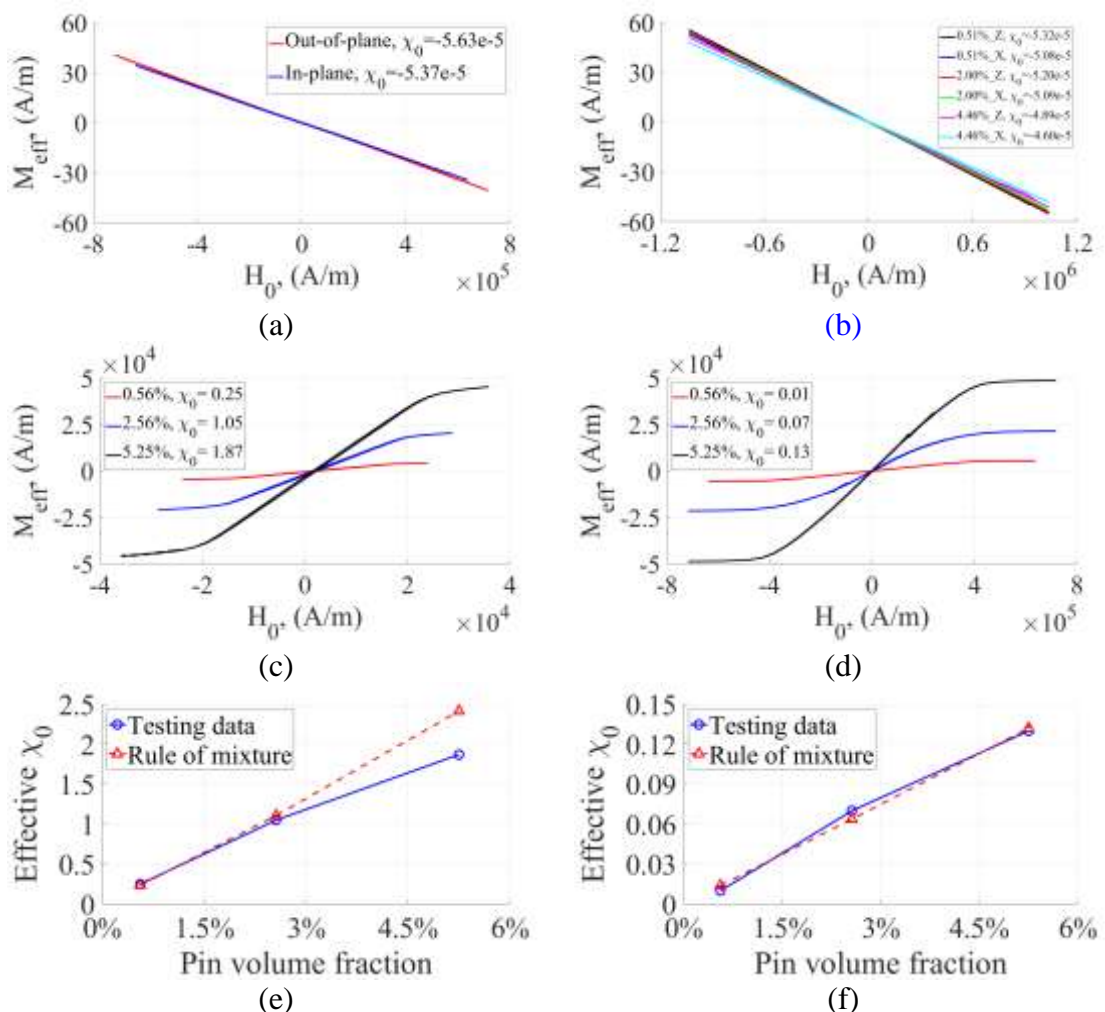 60
30
0
-30
-60
M_eff, (A/m)
Out-of-plane, χ_0=-5.63e-5
In-plane, χ_0=-5.37e-5
-8 -4 0 4 8
H_0, (A/m) ×10^5
(a)
60
30
0
-30
-60
M_eff, (A/m)
0.51%_Z, χ_0=-5.32e-5
0.51%_X, χ_0=-5.08e-5
2.00%_Z, χ_0=-5.20e-5
2.00%_X, χ_0=-5.09e-5
4.46%_Z, χ_0=-4.89e-5
4.46%_X, χ_0=-4.60e-5
-1.2 -0.6 0 0.6 1.2
H_0, (A/m) ×10^6
(b)
×10^4
5
2.5
0
-2.5
-5
M_eff, (A/m)
0.56%, χ_0= 0.25
2.56%, χ_0= 1.05
5.25%, χ_0= 1.87
-4 -2 0 2 4
H_0, (A/m) ×10^4
(c)
×10^4
5
2.5
0
-2.5
-5
M_eff, (A/m)
0.56%, χ_0= 0.01
2.56%, χ_0= 0.07
5.25%, χ_0= 0.13
-8 -4 0 4 8
H_0, (A/m) ×10^5
(d)
2.5
2
1.5
1
0.5
0
Effective χ_0
Testing data
Rule of mixture
0% 1.5% 3% 4.5% 6%
Pin volume fraction
(e)
0.15
0.12
0.09
0.06
0.03
0
Effective χ_0
Testing data
Rule of mixture
0% 1.5% 3% 4.5% 6%
Pin volume fraction
(f)